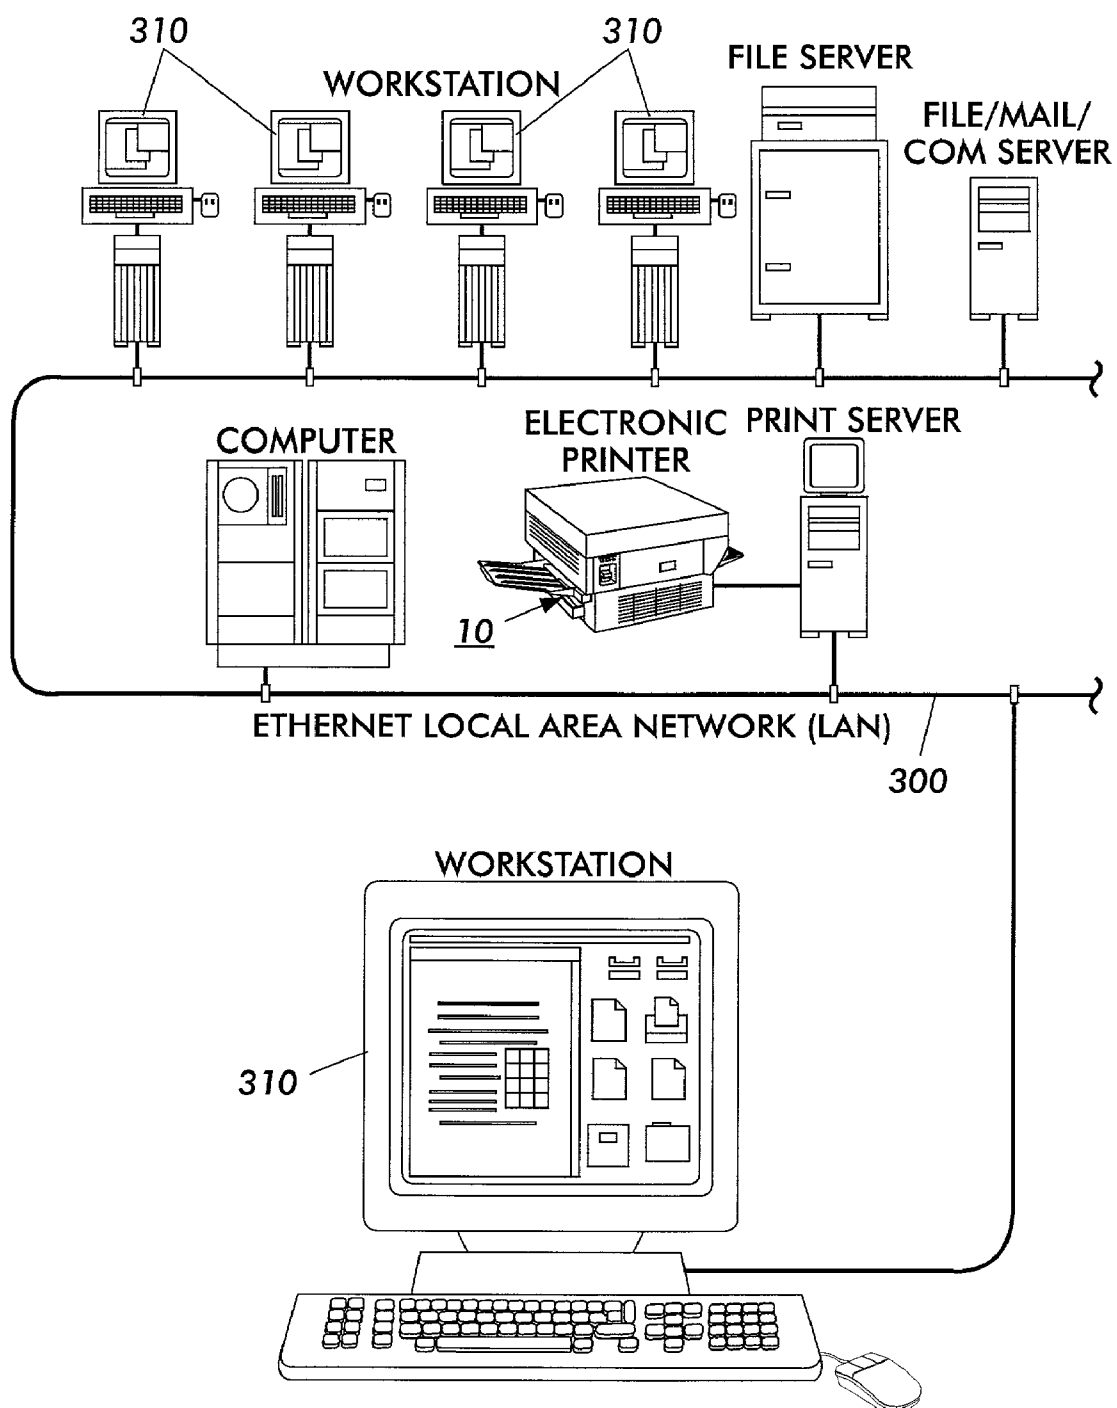 310
310
WORKSTATION
FILE SERVER
FILE/MAIL/
COM SERVER
COMPUTER
ELECTRONIC
PRINTER
PRINT SERVER
10
ETHERNET LOCAL AREA NETWORK (LAN)
300
WORKSTATION
310